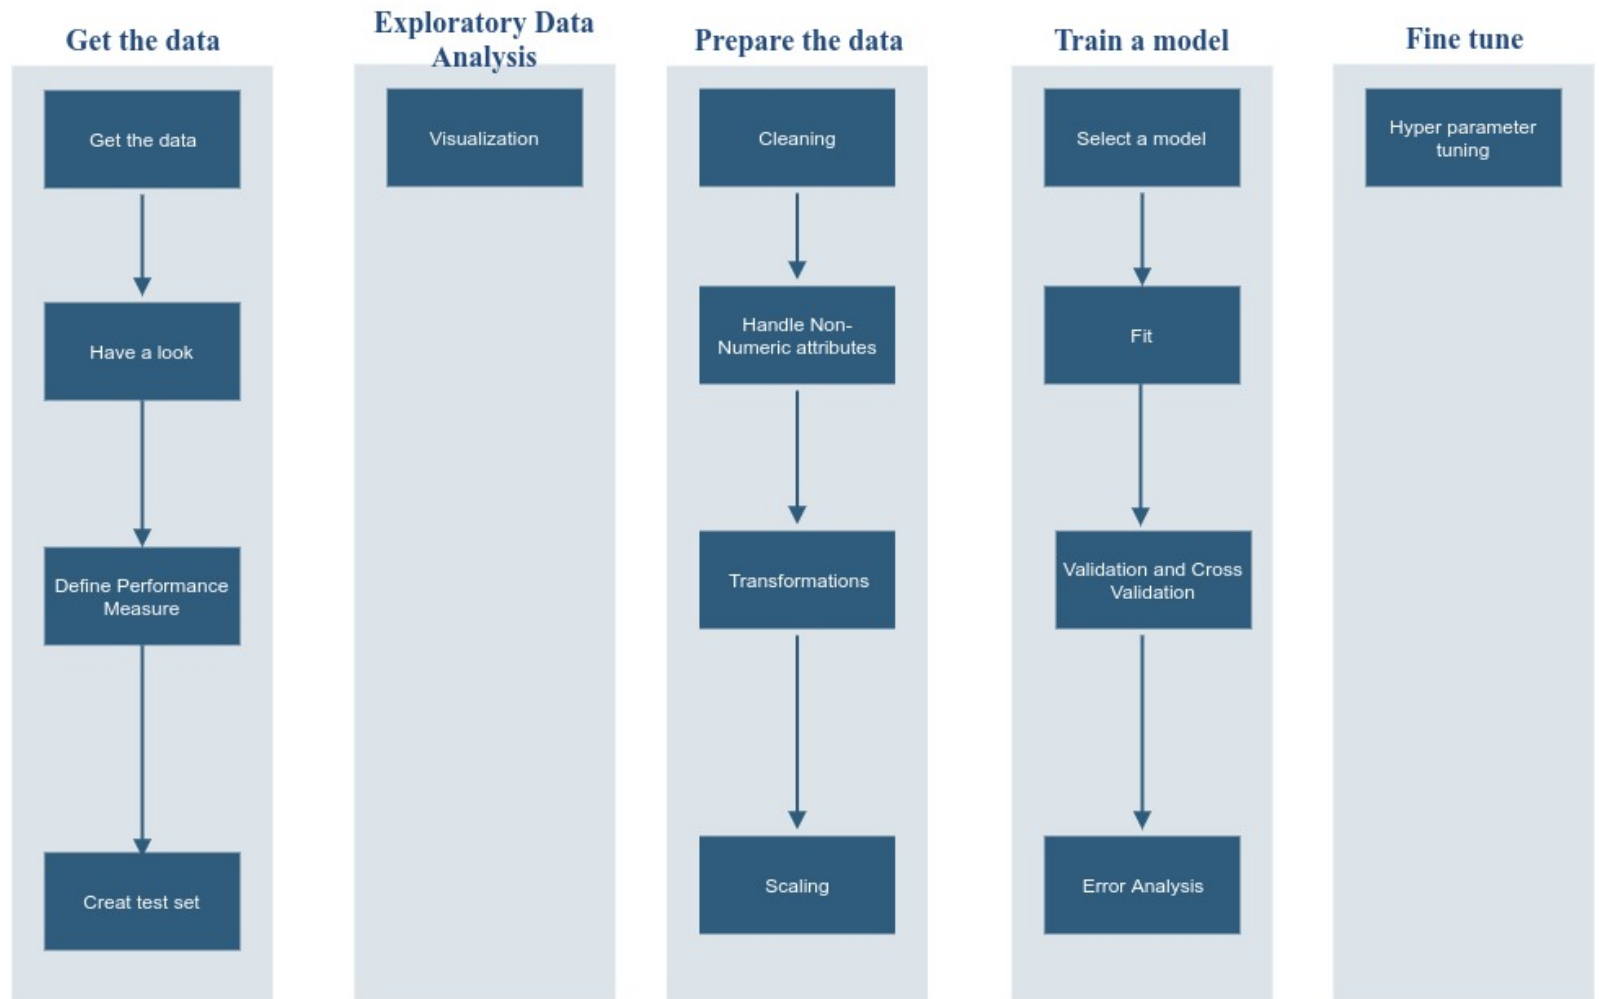 Get the data
Get the data
Have a look
Define Performance
Measure
Creat test set
Exploratory Data
Analysis
Visualization
Prepare the data
Cleaning
Handle Non-
Numeric attributes
Transformations
Scaling
Train a model
Select a model
Fit
Validation and Cross
Validation
Error Analysis
Fine tune
Hyper parameter
tuning